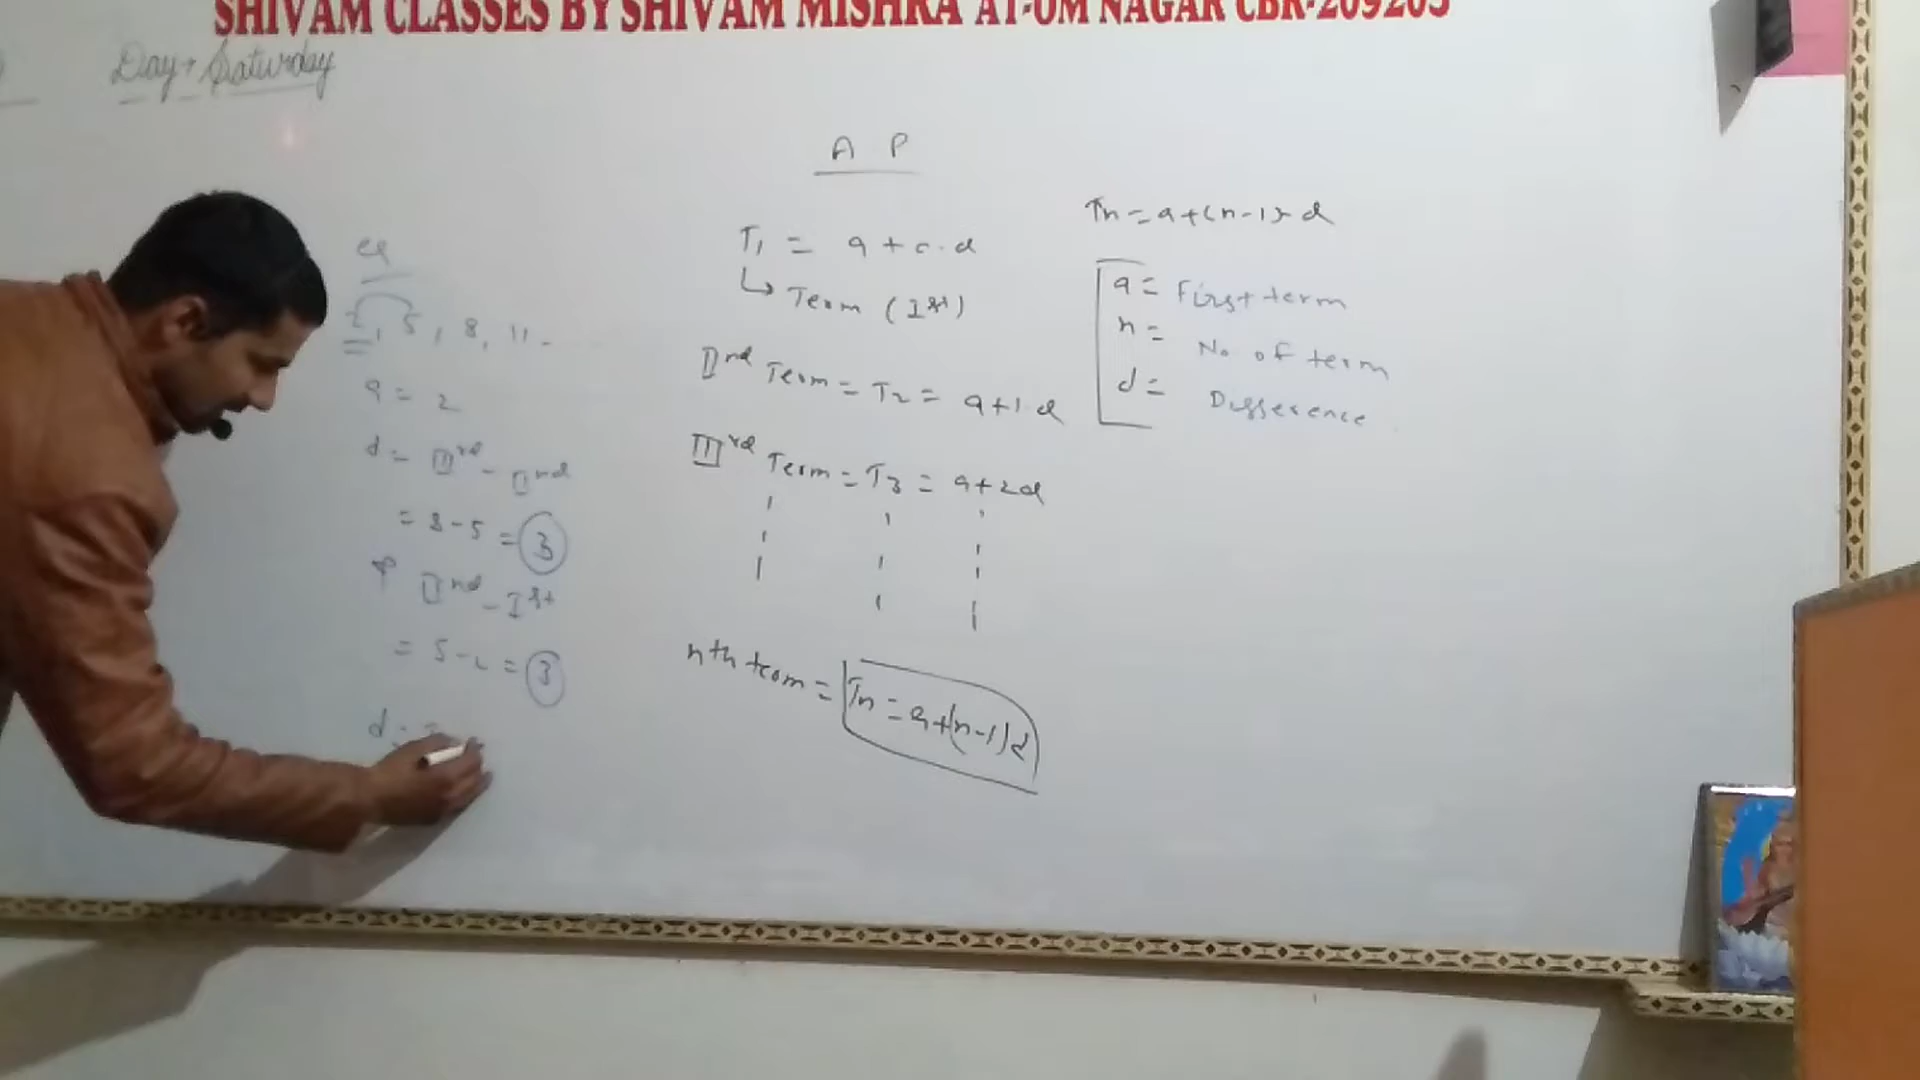 SHIVAM CLASSES BY SHIVAM MISHRA AT-OM NAGAR CBR-209203
Day → Saturday
A P
eg
2, 5, 8, 11 - 
a = 2
d = IIIrd - IInd
= 8 - 5 = 3
IInd - Ist
= 5 - 2 = 3
d =
T1 = a + 0.d
↳ Term (Ist)
IInd Term = T2 = a+1.d
IIIrd Term = T3 = a+2d
nth term = Tn = a+(n-1)d
Tn = a+(n-1)×d
a = First term
n = No of term
d = Difference